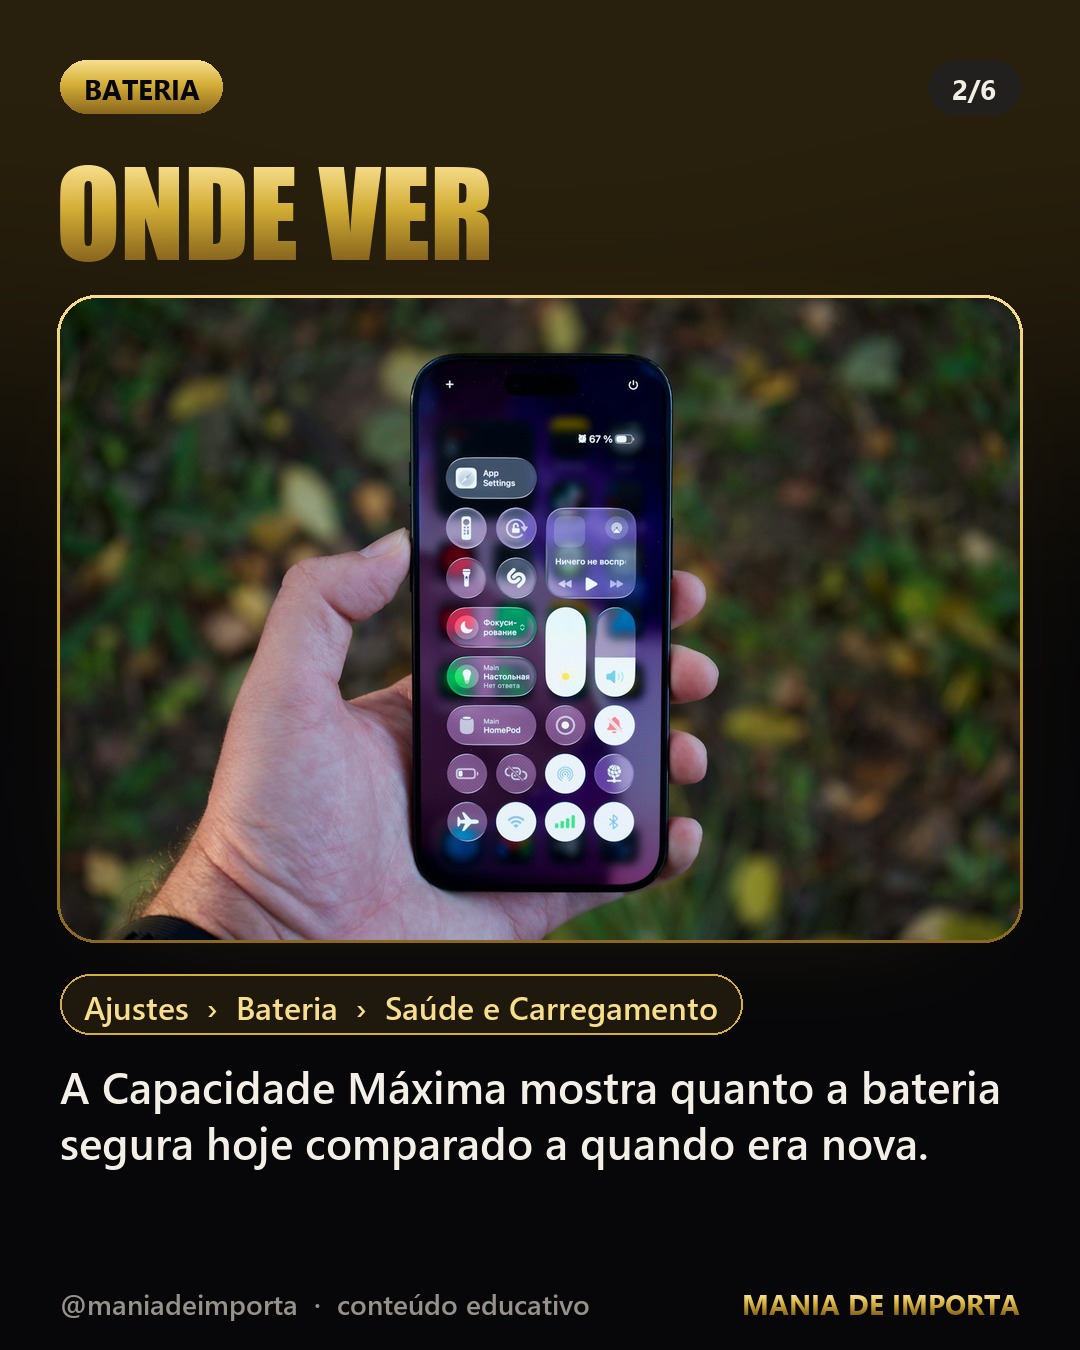 BATERIA
2/6
ONDE VER
67 %
App
Settings
Ничего не воспр
Фокуси-
рование
Main
Настольная
Нет ответа
Main
HomePod
Ajustes › Bateria › Saúde e Carregamento
A Capacidade Máxima mostra quanto a bateria
segura hoje comparado a quando era nova.
@maniadeimporta · conteúdo educativo
MANIA DE IMPORTA